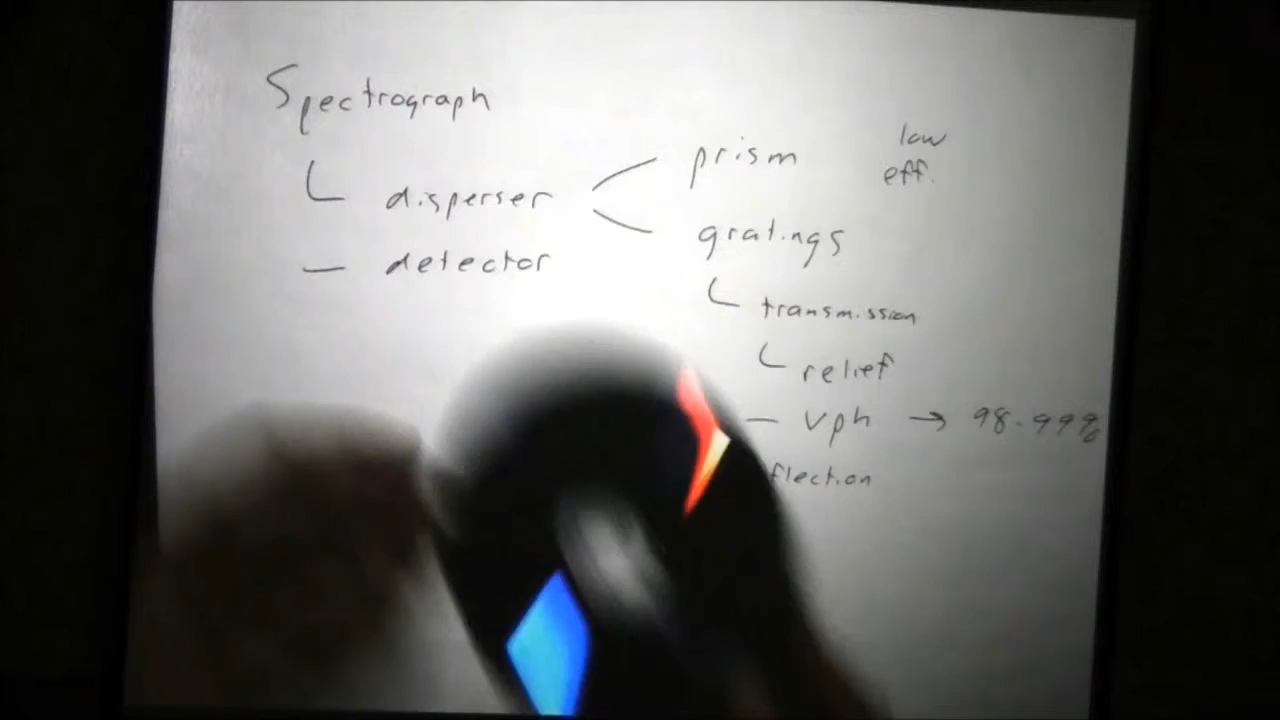 Spectrograph
disperser
detector
prism
low
eff.
gratings
transmission
relief
vph → 98.99%
flection